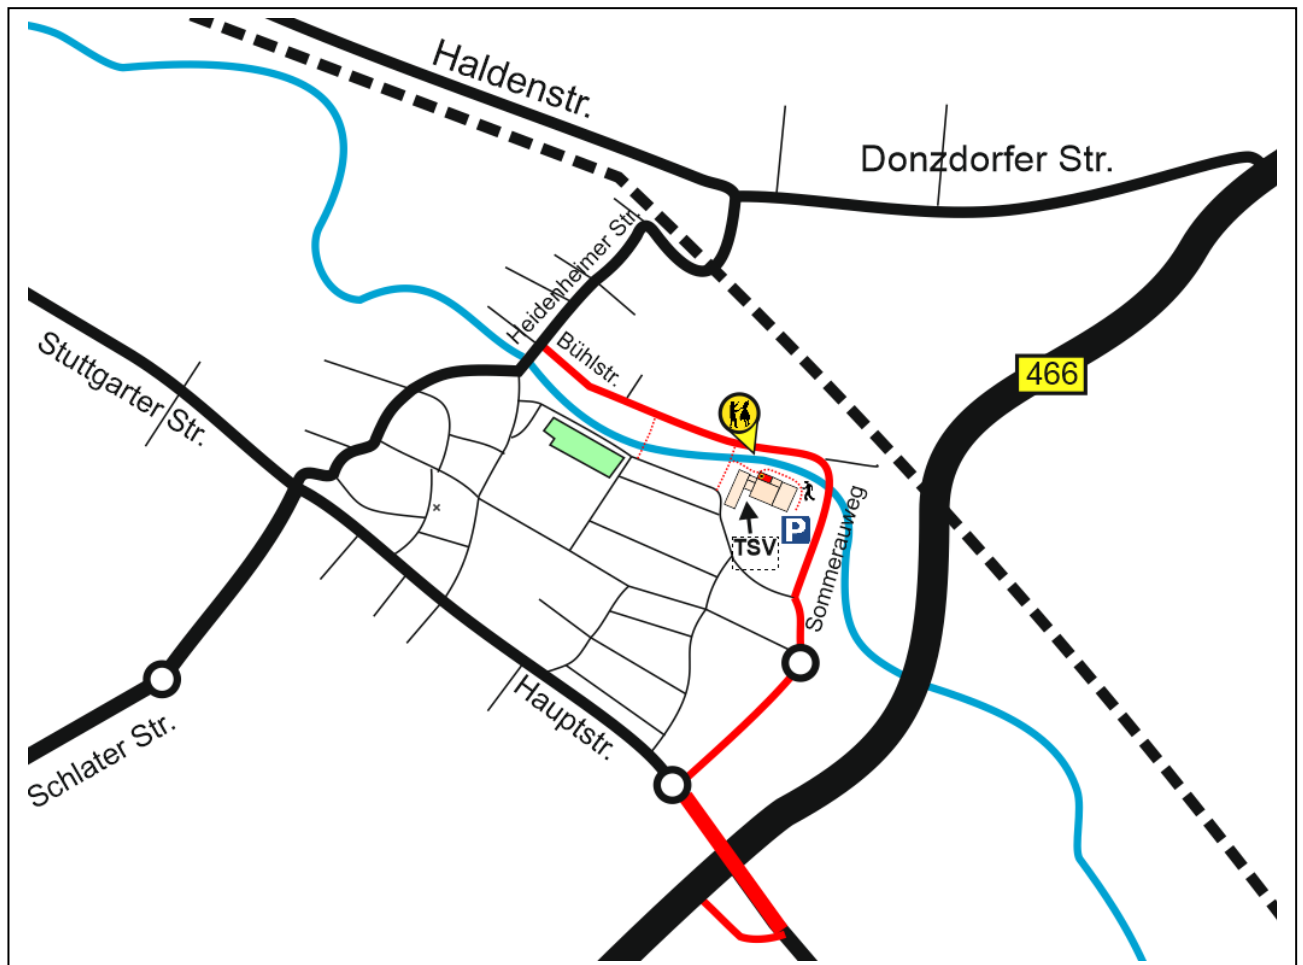 Haldenstr.
Donzdorfer Str.
Heidenheimer Str.
Bühlstr.
Stuttgarter Str.
466
Sommerauweg
P
TSV
Hauptstr.
Schlater Str.